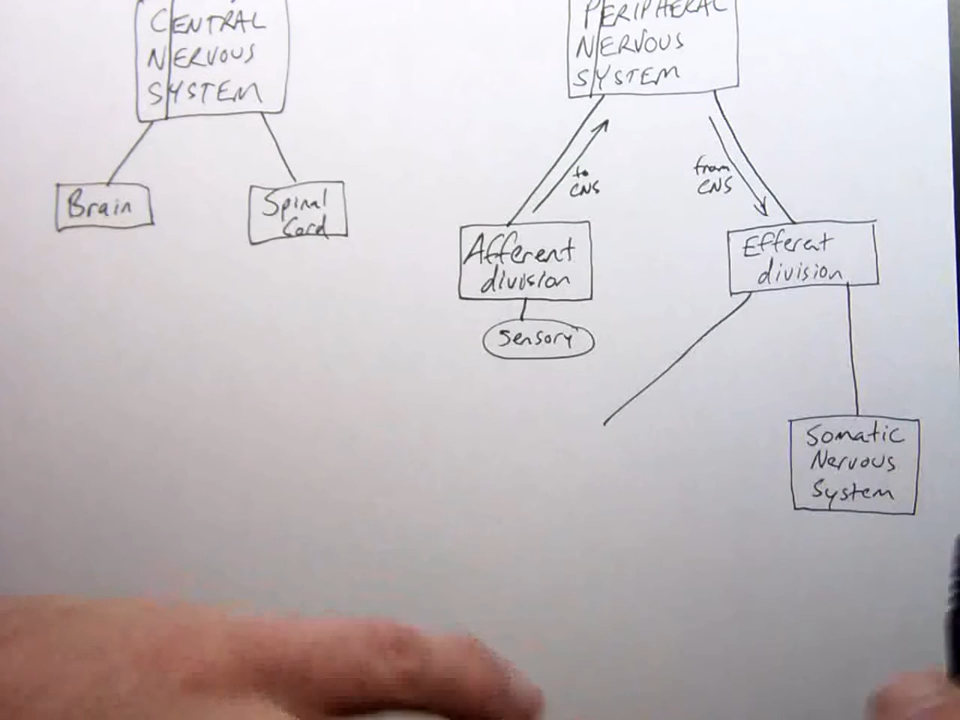 CENTRAL
NERVOUS
SYSTEM
Brain
Spinal
Cord
PERIPHERAL
NERVOUS
SYSTEM
to
CNS
from
CNS
Afferent
division
Sensory
Efferent
division
Somatic
Nervous
System